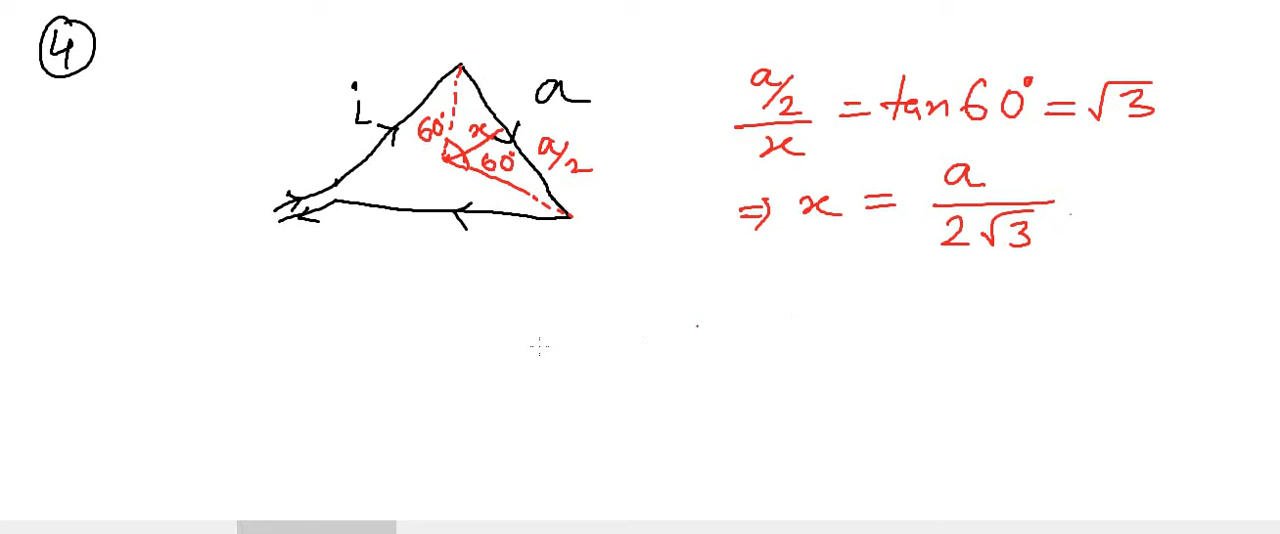 4
i
a
60°
x
60°
a/2
a/2 / x = tan 60° = √3
⇒ x = a / 2√3